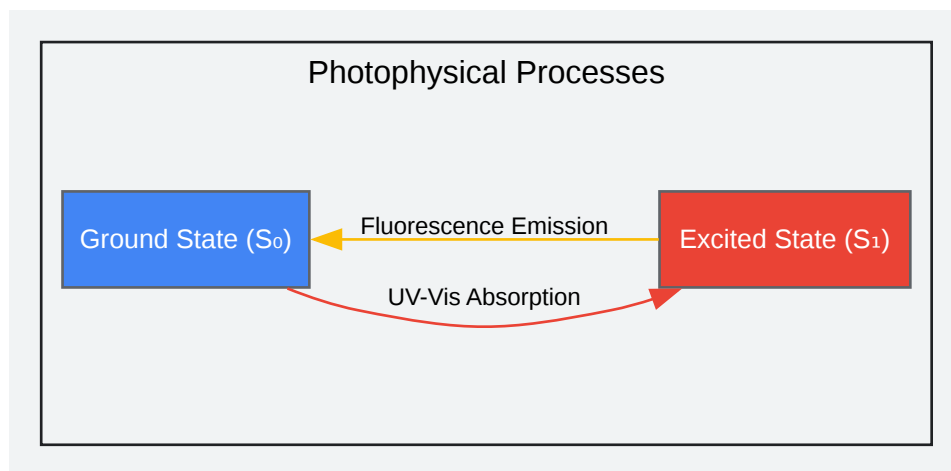 Photophysical Processes
Fluorescence Emission
Ground State (S₀)
Excited State (S₁)
UV-Vis Absorption